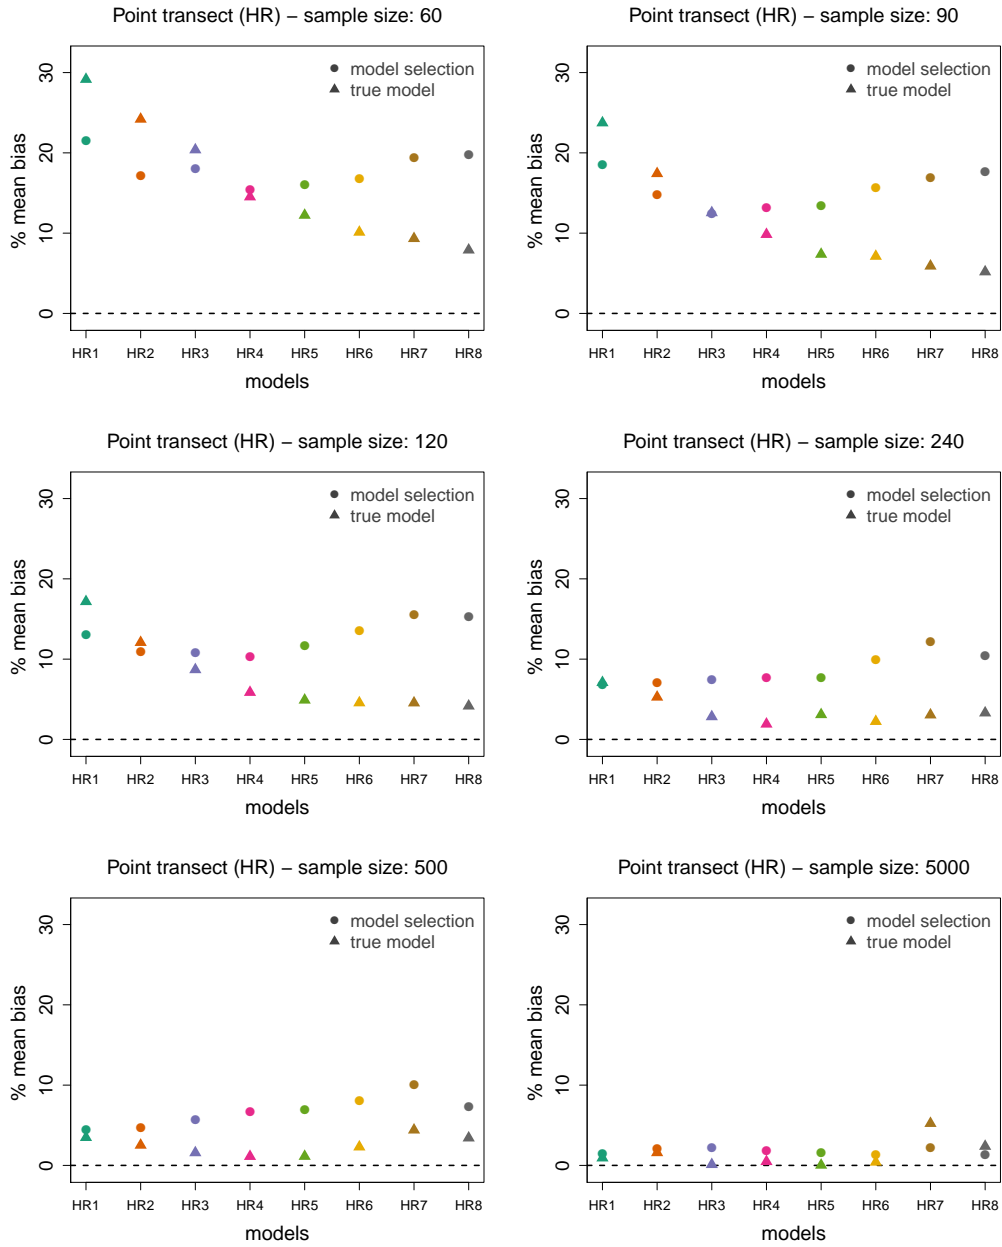 Point transect (HR) – sample size: 60
model selection
true model
% mean bias
30
20
10
0
HR1 HR2 HR3 HR4 HR5 HR6 HR7 HR8
models
Point transect (HR) – sample size: 90
model selection
true model
% mean bias
30
20
10
0
HR1 HR2 HR3 HR4 HR5 HR6 HR7 HR8
models
Point transect (HR) – sample size: 120
model selection
true model
% mean bias
30
20
10
0
HR1 HR2 HR3 HR4 HR5 HR6 HR7 HR8
models
Point transect (HR) – sample size: 240
model selection
true model
% mean bias
30
20
10
0
HR1 HR2 HR3 HR4 HR5 HR6 HR7 HR8
models
Point transect (HR) – sample size: 500
model selection
true model
% mean bias
30
20
10
0
HR1 HR2 HR3 HR4 HR5 HR6 HR7 HR8
models
Point transect (HR) – sample size: 5000
model selection
true model
% mean bias
30
20
10
0
HR1 HR2 HR3 HR4 HR5 HR6 HR7 HR8
models